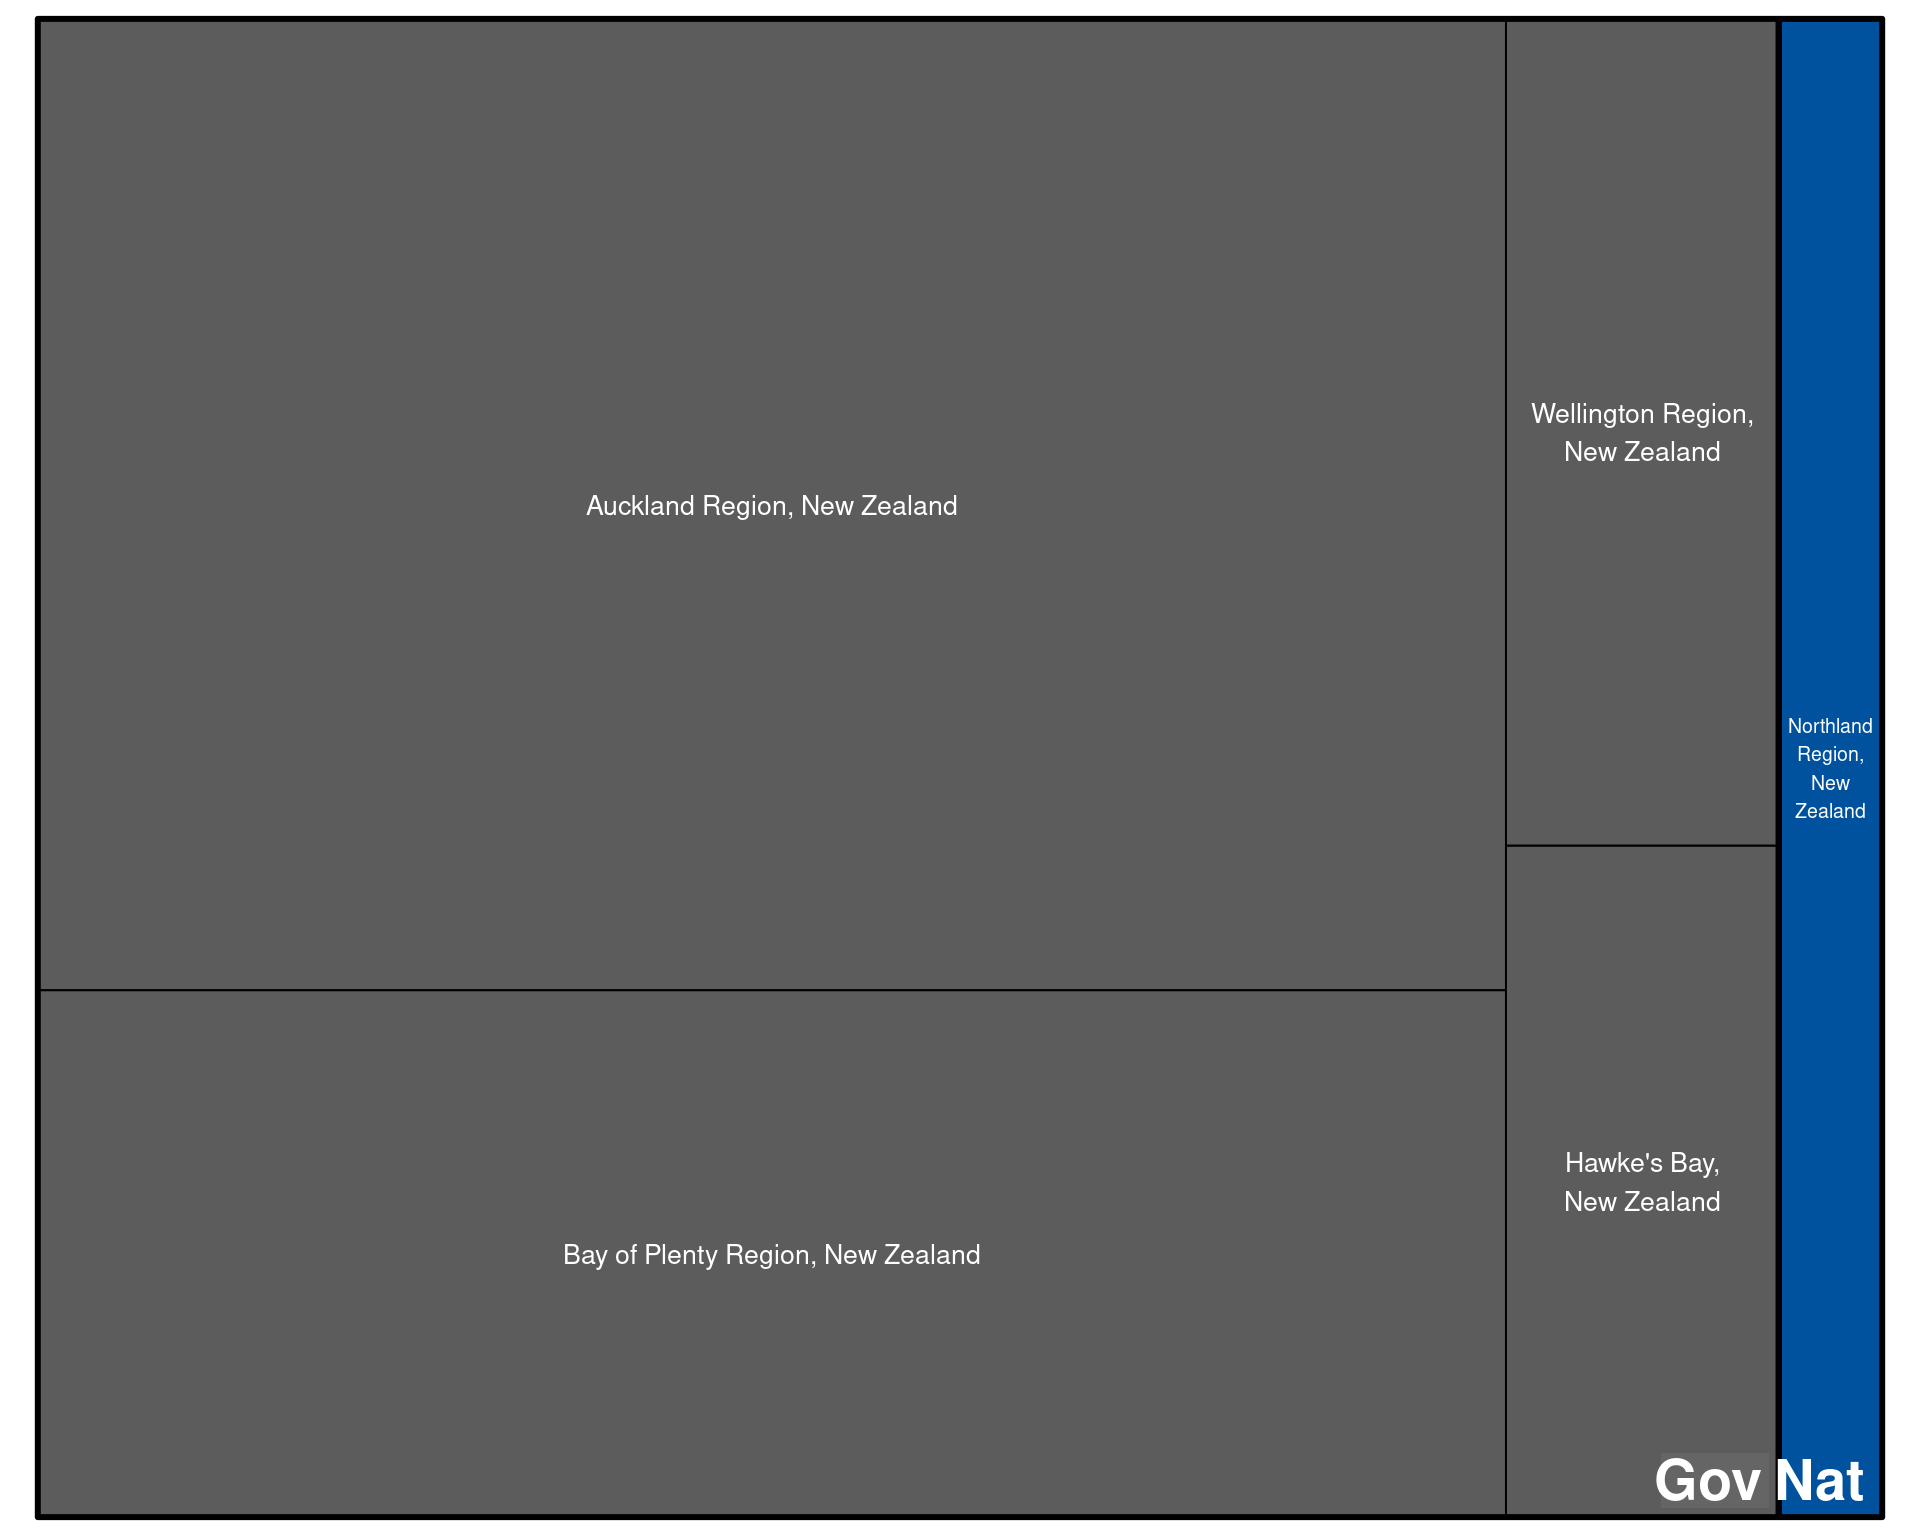 Auckland Region, New Zealand
Bay of Plenty Region, New Zealand
Wellington Region,
New Zealand
Hawke's Bay,
New Zealand
Gov
Northland
Region,
New
Zealand
Nat